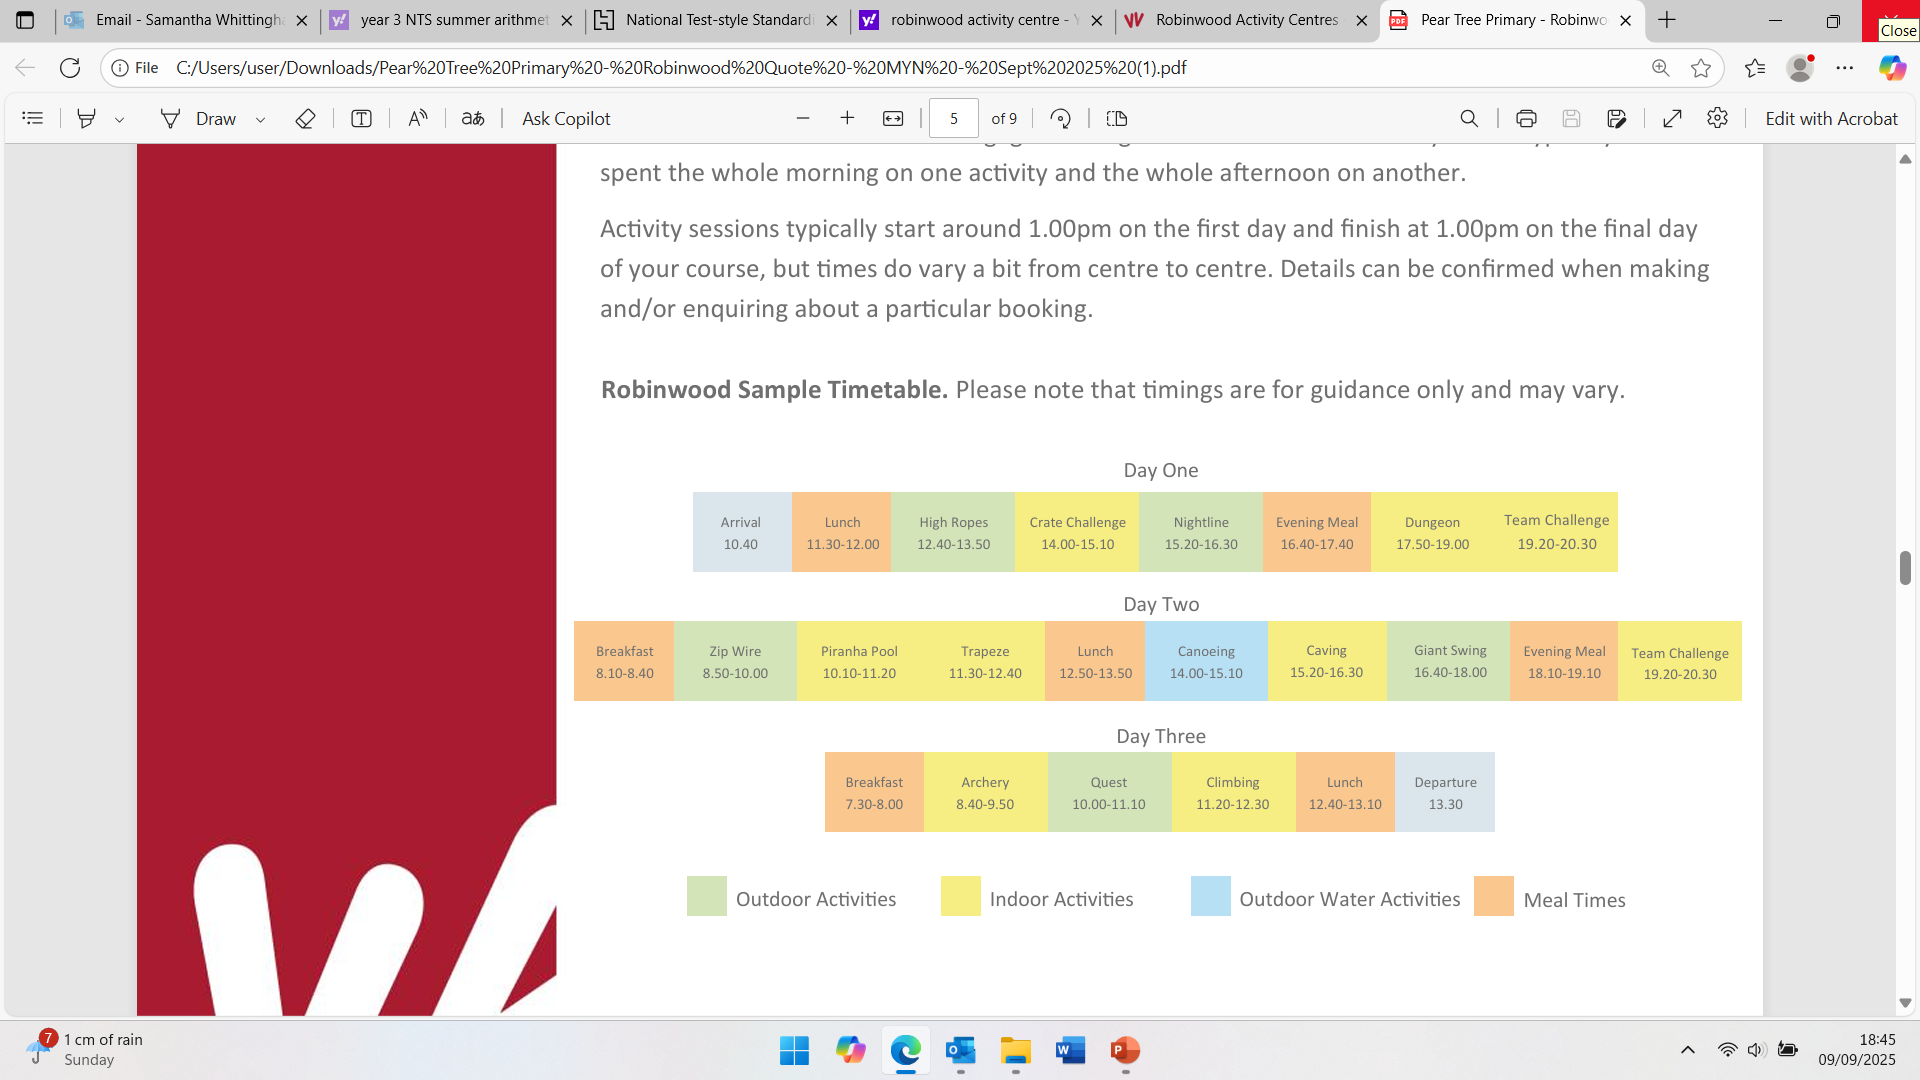 Email - Samantha Whittingh
year 3 NTS summer arithmet
National Test-style Standardi
robinwood activity centre - Y
Robinwood Activity Centres
Pear Tree Primary - Robinwo
Close
File C:/Users/user/Downloads/Pear%20Tree%20Primary%20-%20Robinwood%20Quote%20-%20MYN%20-%20Sept%202025%20(1).pdf
Draw
Ask Copilot
5 of 9
Edit with Acrobat
spent the whole morning on one activity and the whole afternoon on another.
Activity sessions typically start around 1.00pm on the first day and finish at 1.00pm on the final day
of your course, but times do vary a bit from centre to centre. Details can be confirmed when making
and/or enquiring about a particular booking.
Robinwood Sample Timetable. Please note that timings are for guidance only and may vary.
Day One
Arrival Lunch High Ropes Crate Challenge Nightline Evening Meal Dungeon Team Challenge
10.40 11.30-12.00 12.40-13.50 14.00-15.10 15.20-16.30 16.40-17.40 17.50-19.00 19.20-20.30
Day Two
Breakfast Zip Wire Piranha Pool Trapeze Lunch Canoeing Caving Giant Swing Evening Meal Team Challenge
8.10-8.40 8.50-10.00 10.10-11.20 11.30-12.40 12.50-13.50 14.00-15.10 15.20-16.30 16.40-18.00 18.10-19.10 19.20-20.30
Day Three
Breakfast Archery Quest Climbing Lunch Departure
7.30-8.00 8.40-9.50 10.00-11.10 11.20-12.30 12.40-13.10 13.30
Outdoor Activities Indoor Activities Outdoor Water Activities Meal Times
7
1 cm of rain
Sunday
18:45
09/09/2025